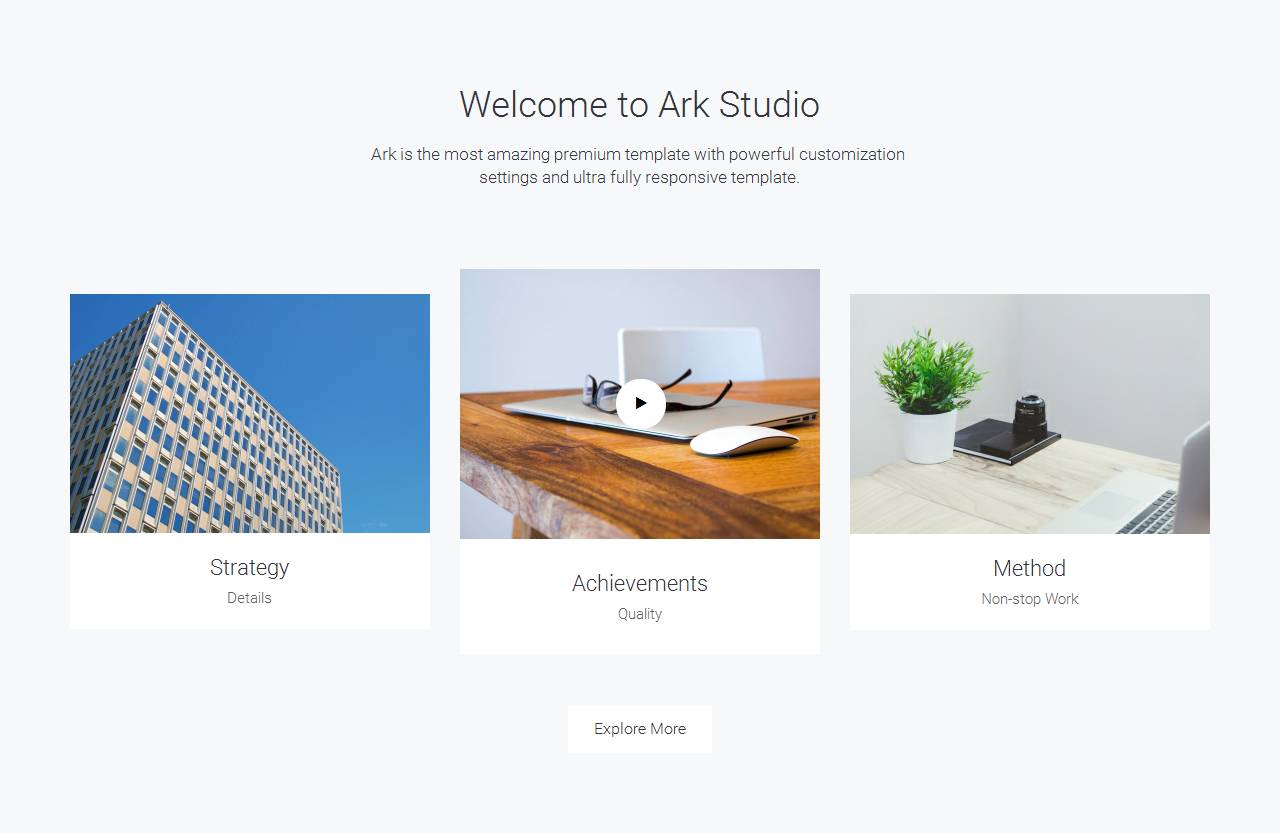 Welcome to Ark Studio
Ark is the most amazing premium template with powerful customization
settings and ultra fully responsive template.
Strategy
Details
Achievements
Quality
Method
Non-stop Work
Explore More